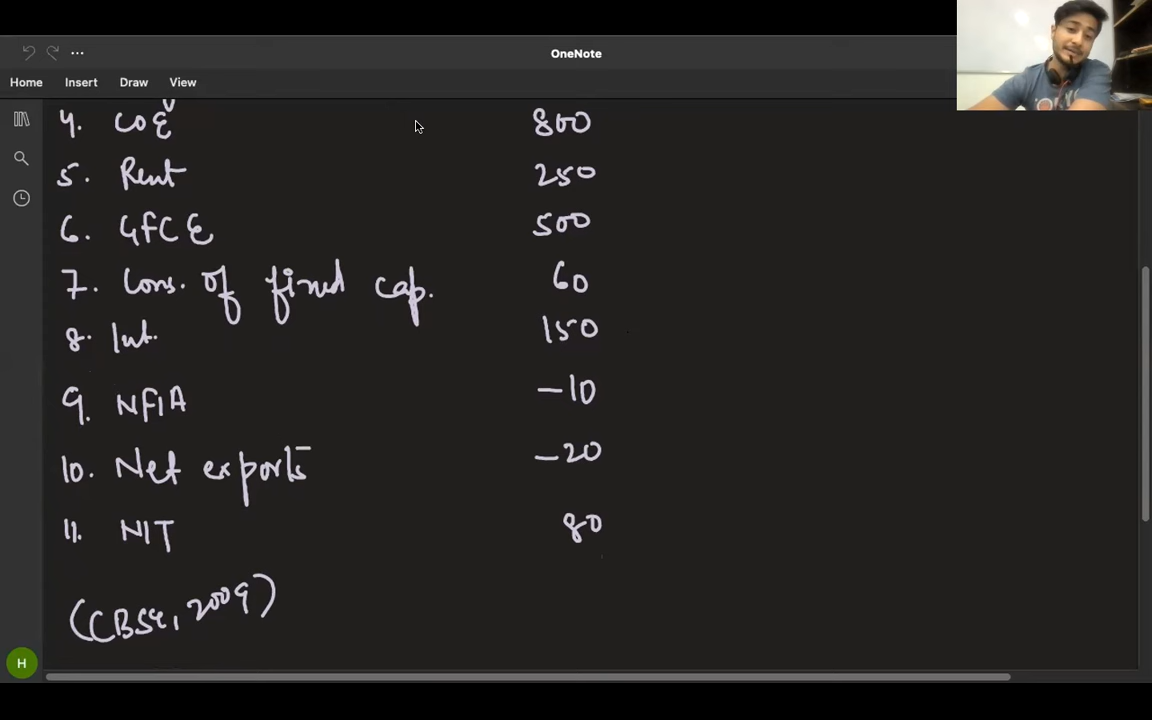 OneNote
Home Insert Draw View
4. COE 800
5. Rent 250
6. GFCE 500
7. Cons. of fixed cap. 60
8. Int. 150
9. NFIA -10
10. Net exports -20
11. NIT 80
(CBSE, 2009)
H